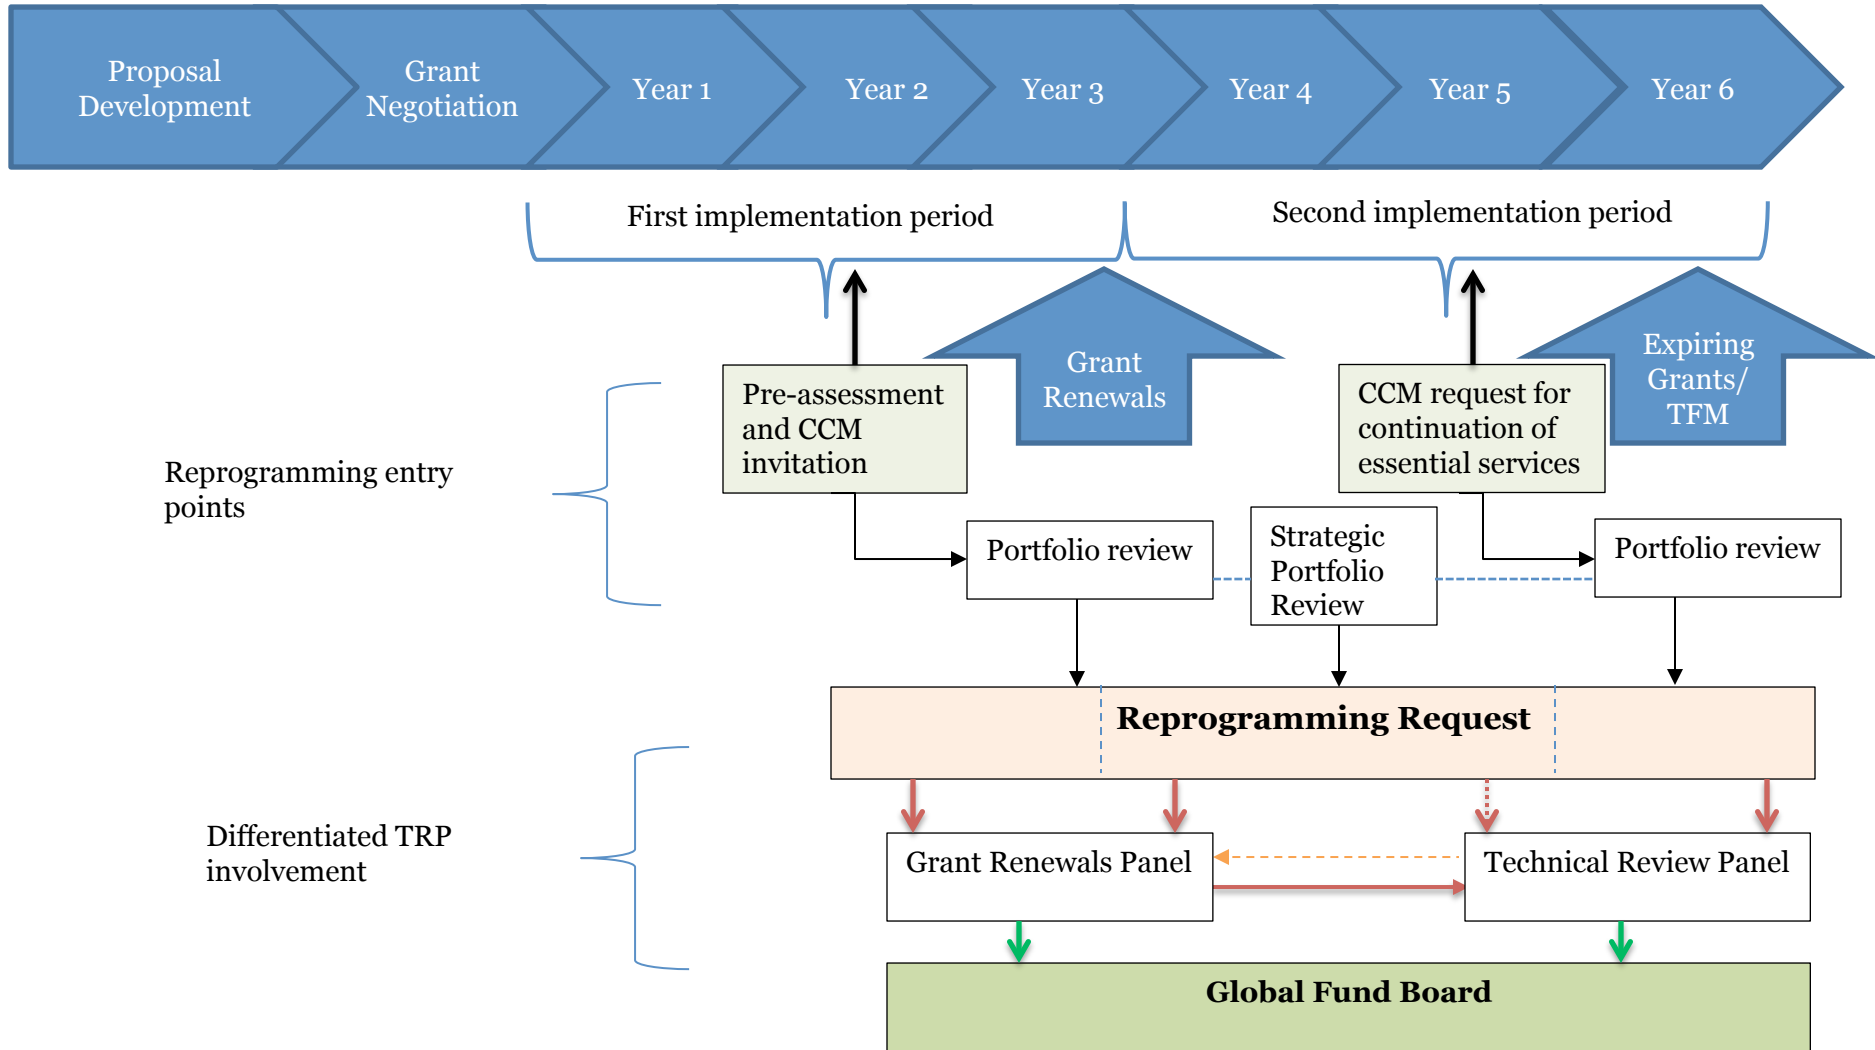 Proposal
Development
Grant
Negotiation
Year 1
Year 2
Year 3
Year 4
Year 5
Year 6
First implementation period
Second implementation period
Grant
Renewals
Expiring
Grants/
TFM
Pre-assessment
and CCM
invitation
CCM request for
continuation of
essential services
Reprogramming entry
points
Portfolio review
Strategic
Portfolio
Review
Portfolio review
Reprogramming Request
Differentiated TRP
involvement
Grant Renewals Panel
Technical Review Panel
Global Fund Board